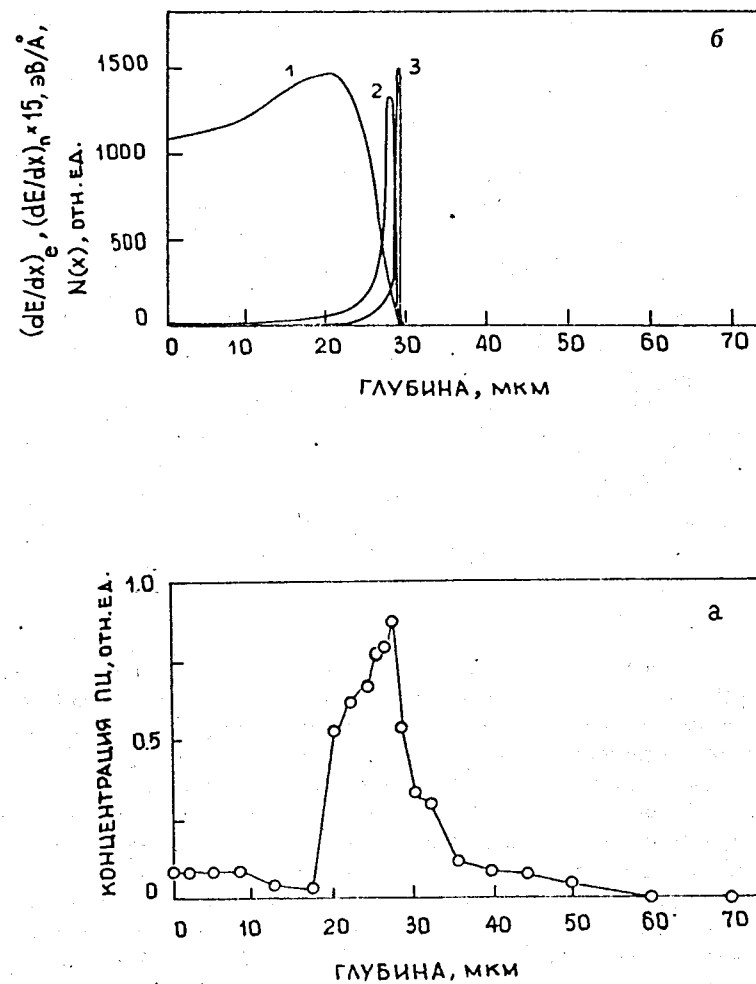 (dE/dx)e, (dE/dx)n × 15, эВ/Å,
N(x), ОТН. ЕД.
б
1500
1000
500
0
1
2
3
0 10 20 30 40 50 60 70
ГЛУБИНА, МКМ
КОНЦЕНТРАЦИЯ ПЦ, ОТН. ЕД.
а
1.0
0.5
0
0 10 20 30 40 50 60 70
ГЛУБИНА, МКМ